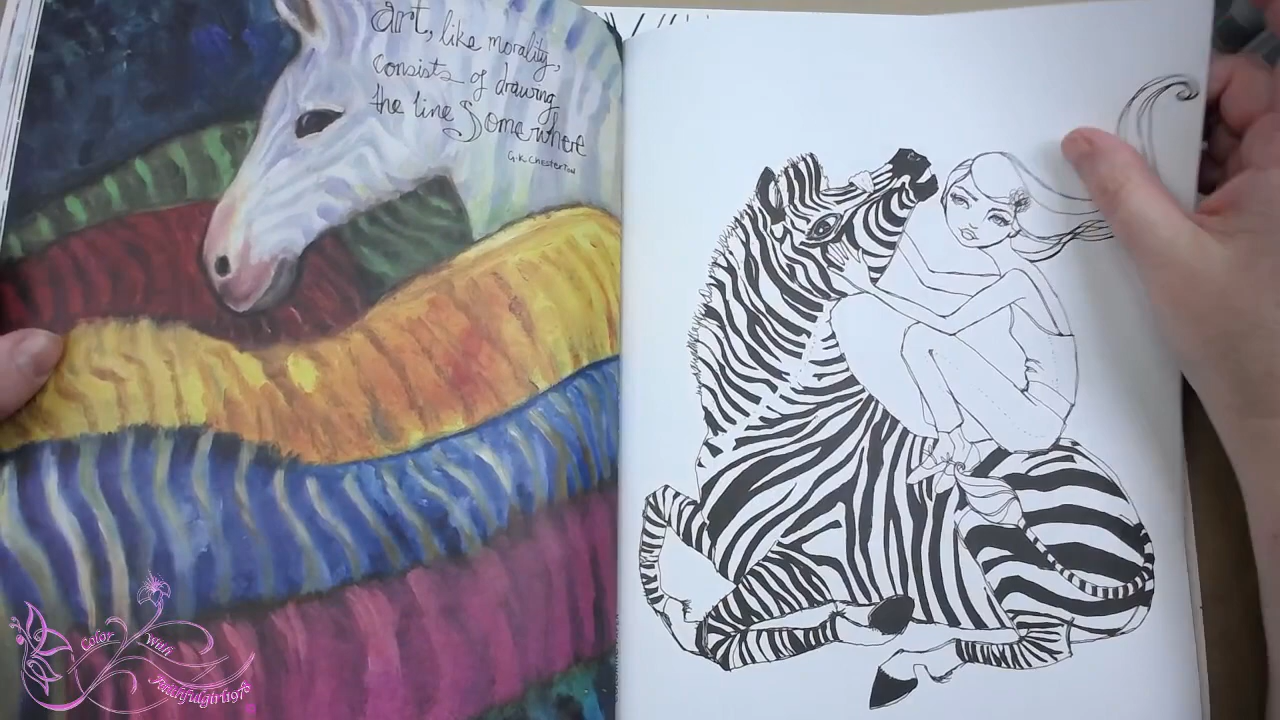 art, like morality,
consists of drawing
the line Somewhere
G.K. Chesterton
Color With
Faithfulgirl1976